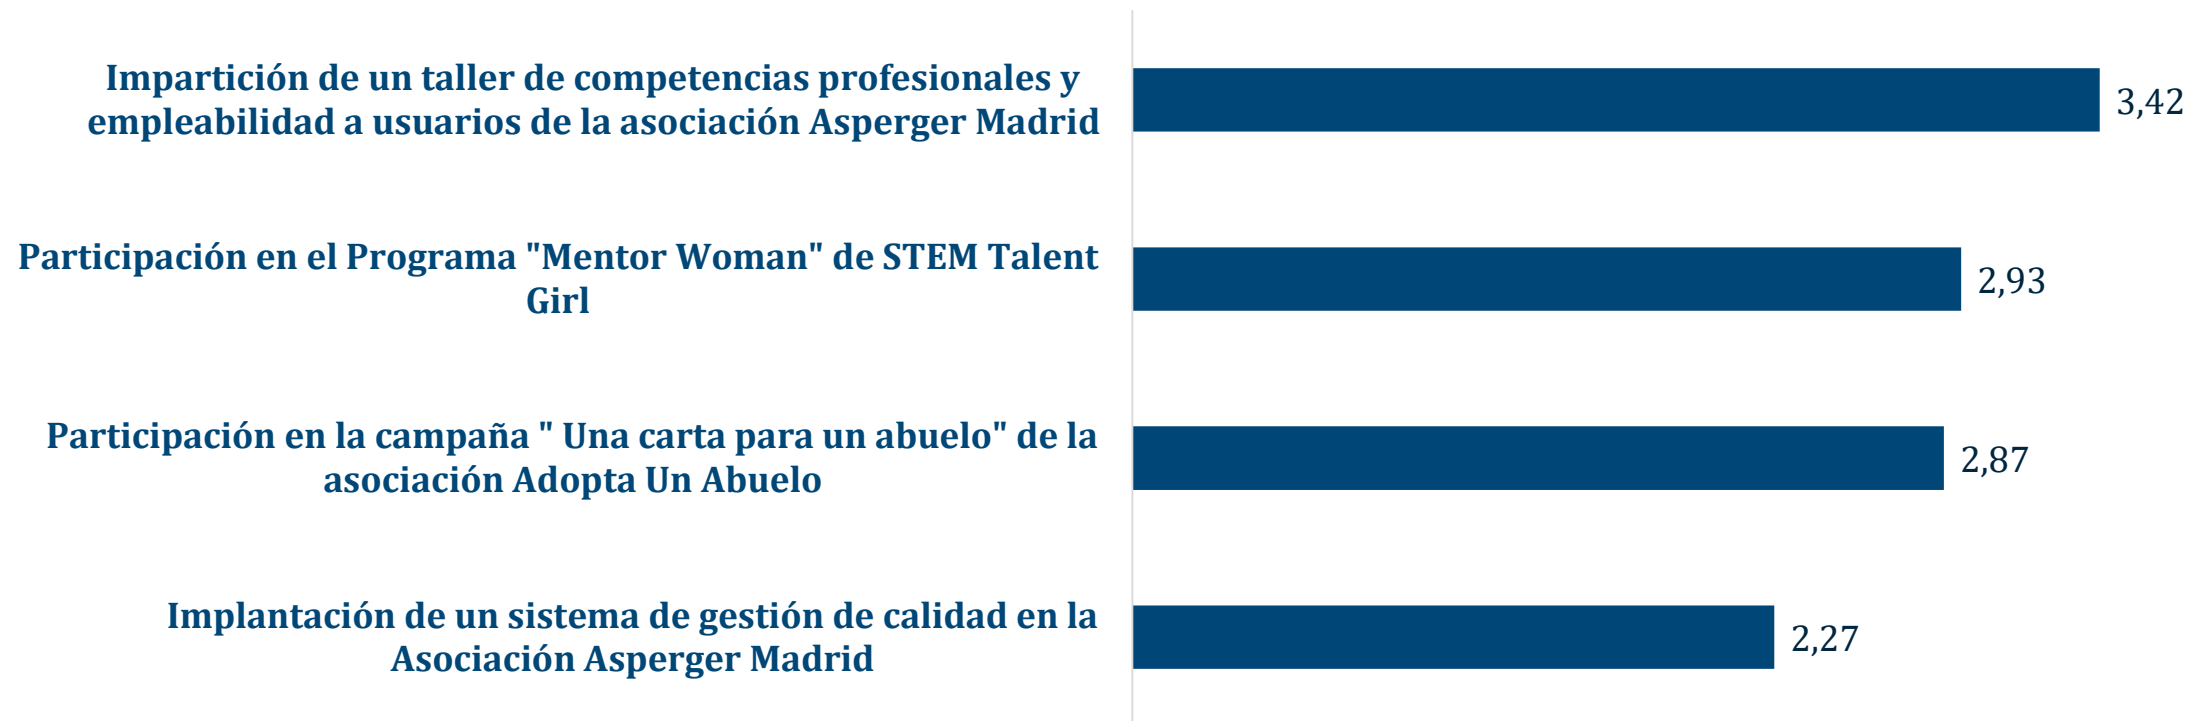 Impartición de un taller de competencias profesionales y
empleabilidad a usuarios de la asociación Asperger Madrid
3,42
Participación en el Programa "Mentor Woman" de STEM Talent
Girl
2,93
Participación en la campaña " Una carta para un abuelo" de la
asociación Adopta Un Abuelo
2,87
Implantación de un sistema de gestión de calidad en la
Asociación Asperger Madrid
2,27